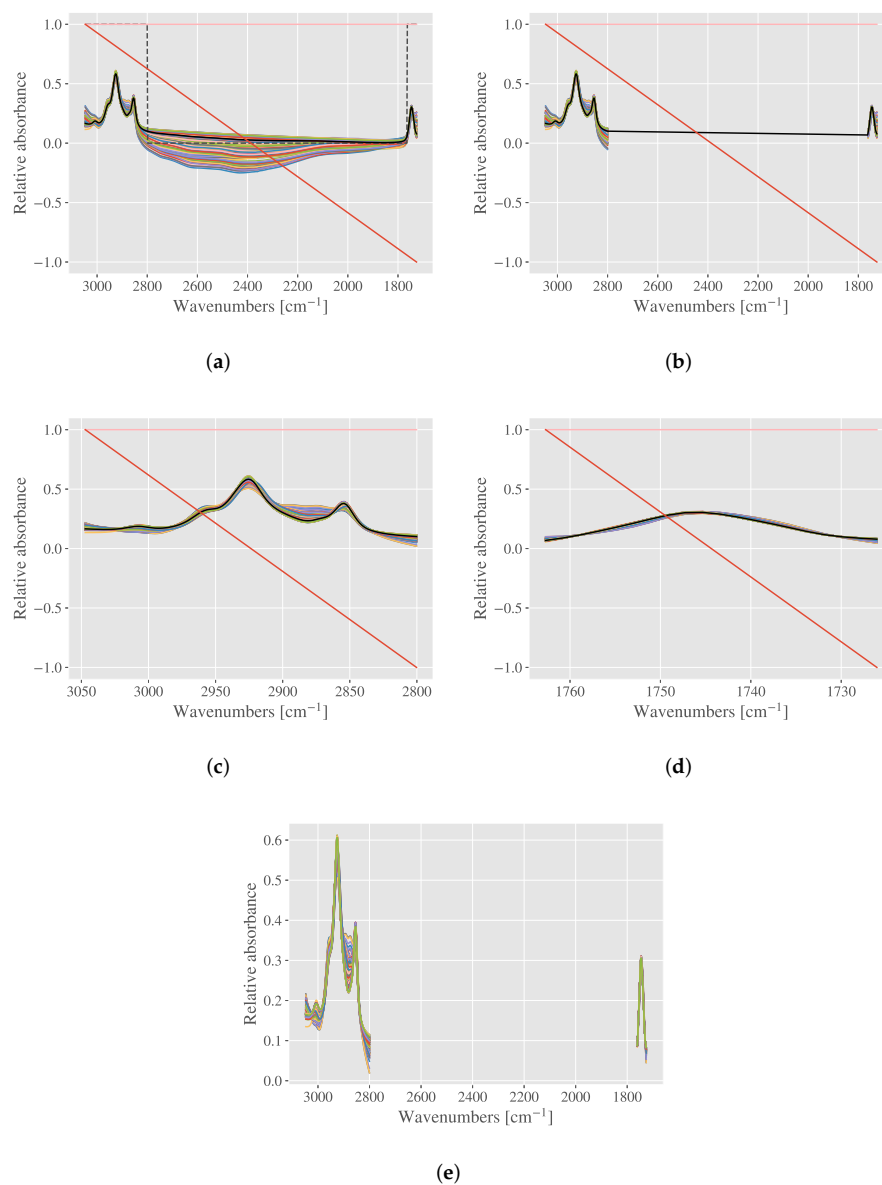 1.0
0.5
0.0
−0.5
−1.0
Relative absorbance
3000 2800 2600 2400 2200 2000 1800
Wavenumbers [cm⁻¹]
(a)
1.0
0.5
0.0
−0.5
−1.0
Relative absorbance
3000 2800 2600 2400 2200 2000 1800
Wavenumbers [cm⁻¹]
(b)
1.0
0.5
0.0
−0.5
−1.0
Relative absorbance
3050 3000 2950 2900 2850 2800
Wavenumbers [cm⁻¹]
(c)
1.0
0.5
0.0
−0.5
−1.0
Relative absorbance
1760 1750 1740 1730
Wavenumbers [cm⁻¹]
(d)
0.6
0.5
0.4
0.3
0.2
0.1
0.0
Relative absorbance
3000 2800 2600 2400 2200 2000 1800
Wavenumbers [cm⁻¹]
(e)